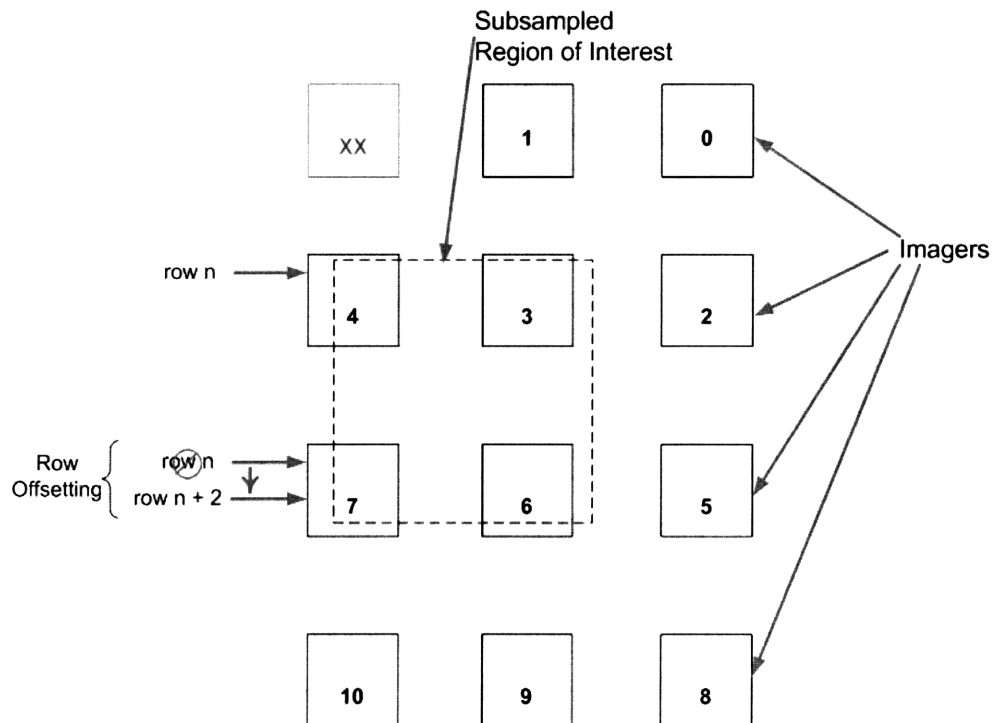 Subsampled
Region of Interest
XX
1
0
Imagers
row n
4
3
2
Row
Offsetting
row n
row n + 2
7
6
5
10
9
8